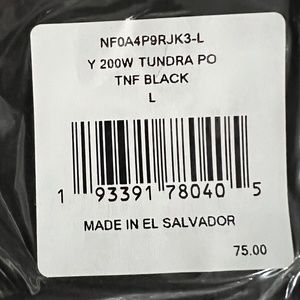 NF0A4P9RJK3-L
Y 200W TUNDRA PO
TNF BLACK
L
1 93391 78040 5
MADE IN EL SALVADOR
75.00